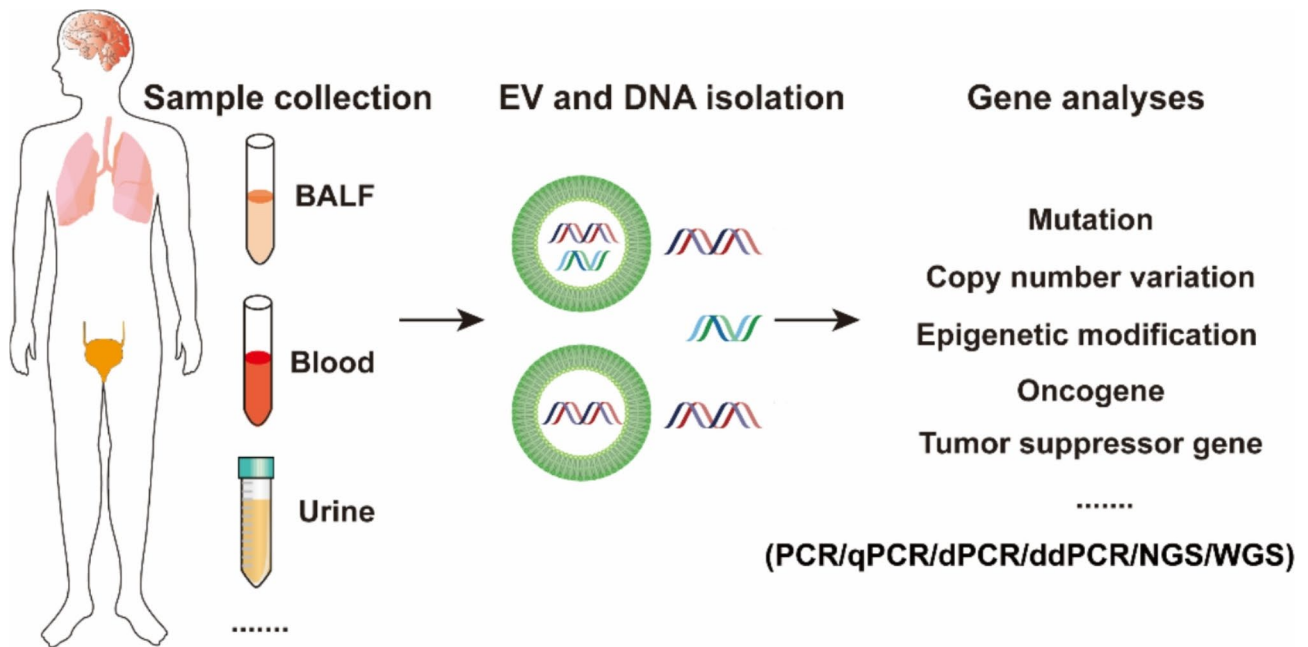 Sample collection
BALF
Blood
Urine
.......
EV and DNA isolation
Gene analyses
Mutation
Copy number variation
Epigenetic modification
Oncogene
Tumor suppressor gene
.......
(PCR/qPCR/dPCR/ddPCR/NGS/WGS)